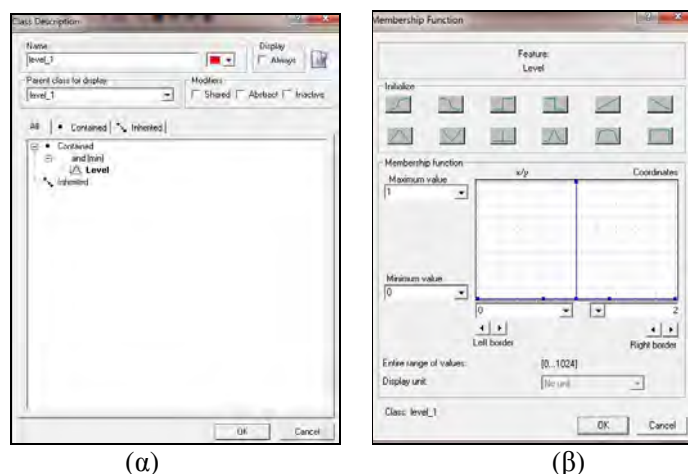 Class Description
Name
level_1
Display
Always
Parent class for display
level_1
Modifiers
Shared
Abstract
Inactive
All
Contained
Inherited
Contained
and (min)
Level
Inherited
OK
Cancel
(α)
Membership Function
Feature:
Level
Initialize
Membership function
Maximum value
1
x/y
Coordinates
Minimum value
0
0
2
Left border
Right border
Entire range of values:
[0...1024]
Display unit:
No unit
Class: level_1
OK
Cancel
(β)